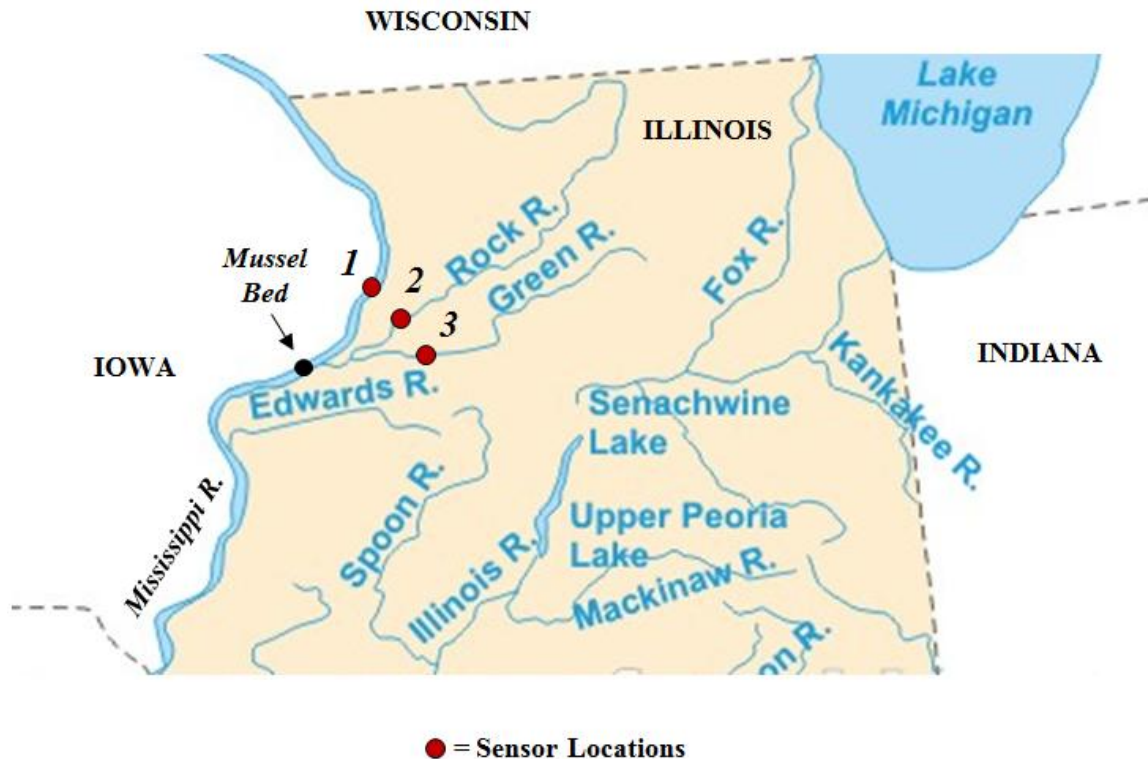 WISCONSIN
Lake
Michigan
ILLINOIS
Rock R.
Green R.
Fox R.
Mussel
Bed
1
2
3
IOWA
INDIANA
Edwards R.
Senachwine
Lake
Kankakee R.
Mississippi R.
Spoon R.
Illinois R.
Upper Peoria
Lake
Mackinaw R.
on R.
= Sensor Locations